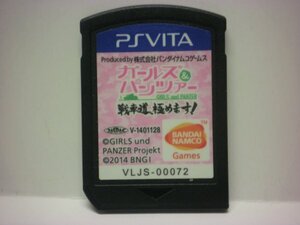 PSVITA
Produced by 株式会社バンダイナムコゲームス
ガールズ&パンツァー
GIRLS und PANZER
戦車道、極めます!
V-1401128
©GIRLS und
PANZER Projekt
©2014 BNGI
TM
BANDAI
NAMCO
Games
VLJS-00072